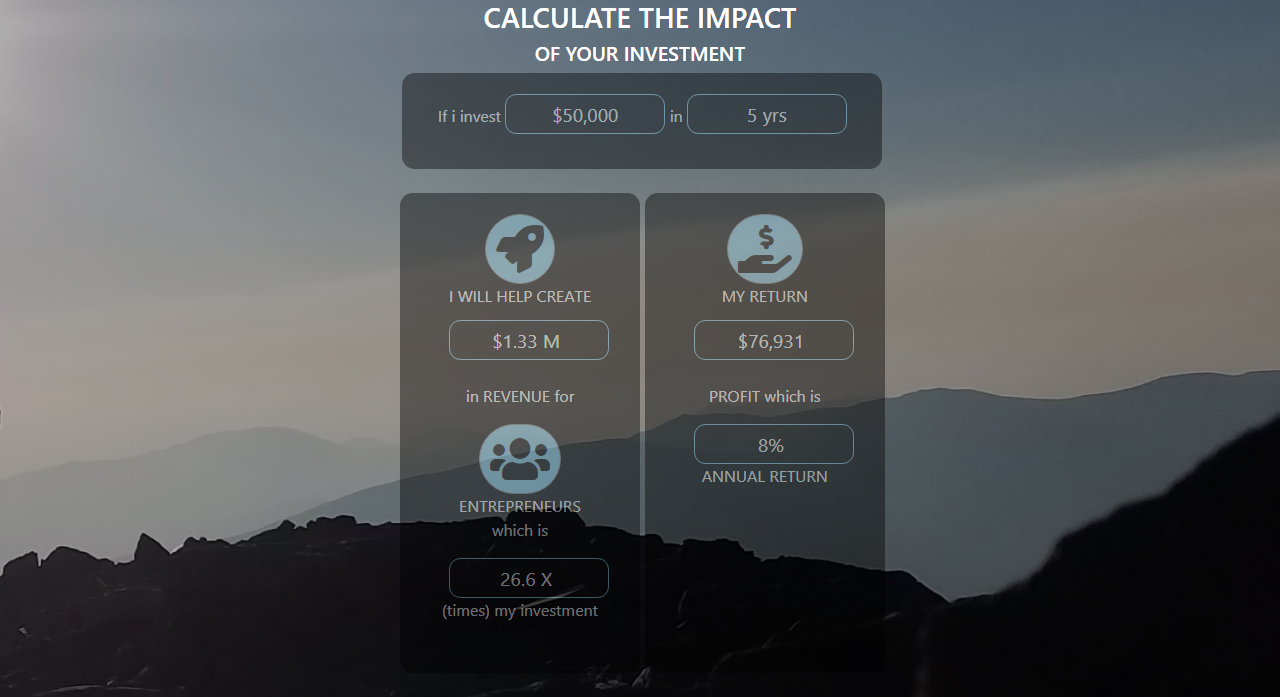 CALCULATE THE IMPACT
OF YOUR INVESTMENT
If i invest $50,000 in 5 yrs
I WILL HELP CREATE
$1.33 M
in REVENUE for
ENTREPRENEURS
which is
26.6 X
(times) my investment
MY RETURN
$76,931
PROFIT which is
8%
ANNUAL RETURN